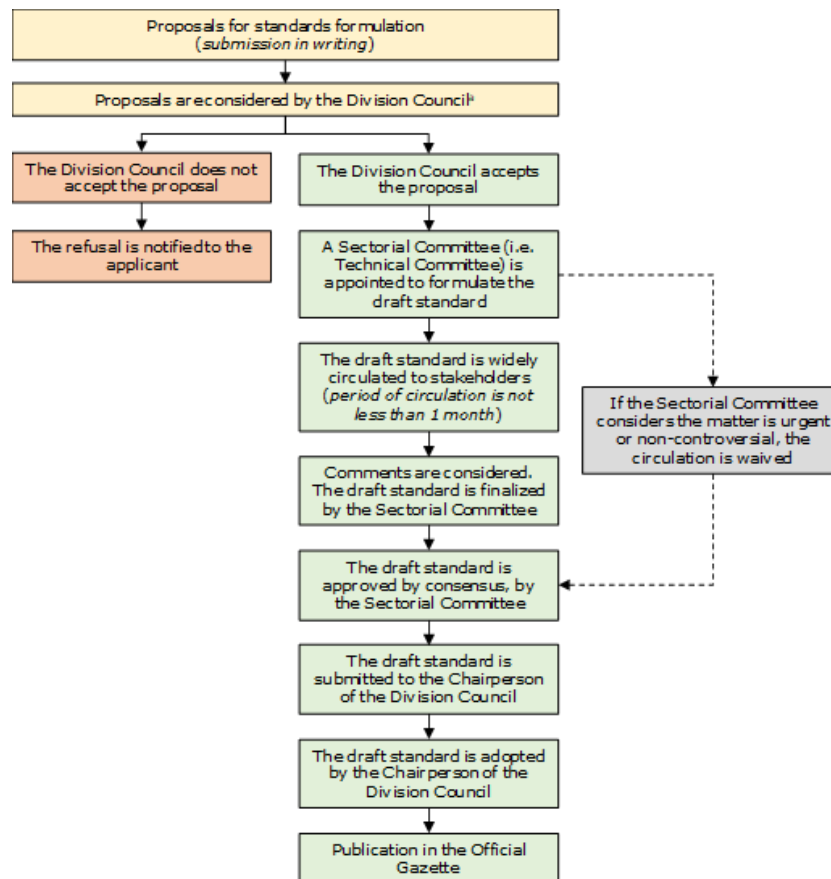 Proposals for standards formulation
(submission in writing)
Proposals are considered by the Division Councilª
The Division Council does not
accept the proposal
The Division Council accepts
the proposal
The refusal is notified to the
applicant
A Sectorial Committee (i.e.
Technical Committee) is
appointed to formulate the
draft standard
The draft standard is widely
circulated to stakeholders
(period of circulation is not
less than 1 month)
If the Sectorial Committee
considers the matter is urgent
or non-controversial, the
circulation is waived
Comments are considered.
The draft standard is finalized
by the Sectorial Committee
The draft standard is
approved by consensus, by
the Sectorial Committee
The draft standard is
submitted to the Chairperson
of the Division Council
The draft standard is adopted
by the Chairperson of the
Division Council
Publication in the Official
Gazette